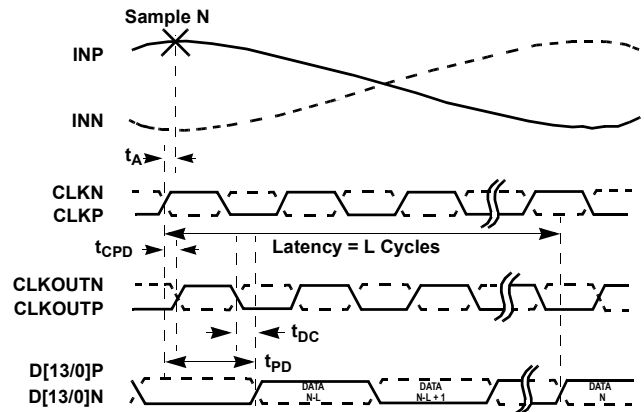 Sample N
INP
INN
tA
CLKN
CLKP
tCPD
Latency = L Cycles
CLKOUTN
CLKOUTP
tDC
tPD
D[13/0]P
D[13/0]N
DATA
N-L
DATA
N-L + 1
DATA
N